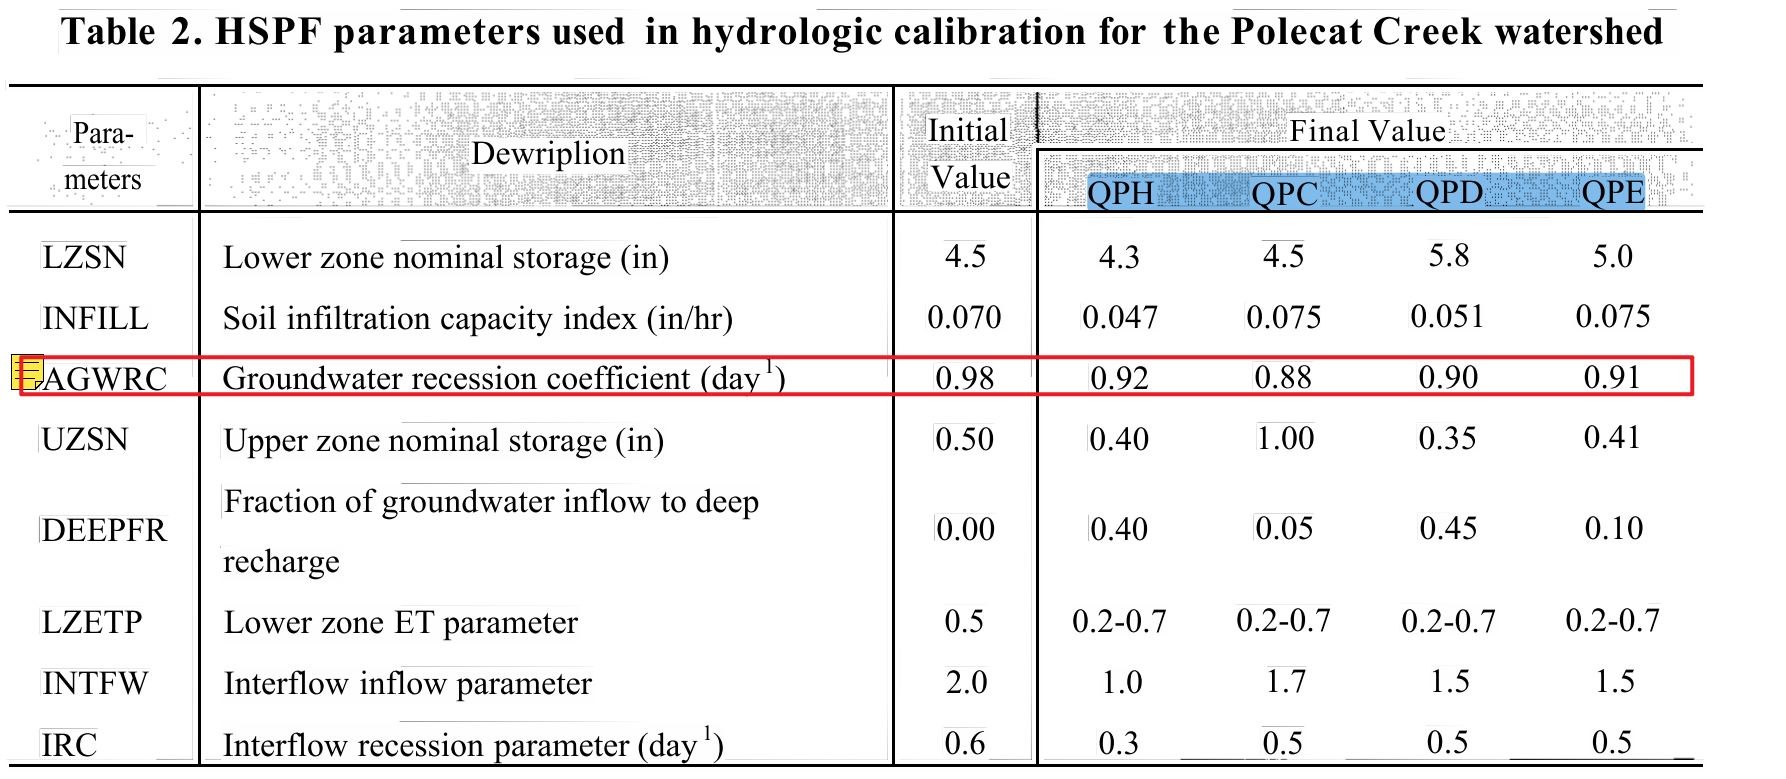 Table 2. HSPF parameters used in hydrologic calibration for the Polecat Creek watershed
Para-
meters
Dewriplion
Initial
Value
Final Value
QPH QPC QPD QPE
LZSN Lower zone nominal storage (in) 4.5 4.3 4.5 5.8 5.0
INFILL Soil infiltration capacity index (in/hr) 0.070 0.047 0.075 0.051 0.075
AGWRC Groundwater recession coefficient (day¹) 0.98 0.92 0.88 0.90 0.91
UZSN Upper zone nominal storage (in) 0.50 0.40 1.00 0.35 0.41
Fraction of groundwater inflow to deep
DEEPFR 0.00 0.40 0.05 0.45 0.10
recharge
LZETP Lower zone ET parameter 0.5 0.2-0.7 0.2-0.7 0.2-0.7 0.2-0.7
INTFW Interflow inflow parameter 2.0 1.0 1.7 1.5 1.5
IRC Interflow recession parameter (day¹) 0.6 0.3 0.5 0.5 0.5